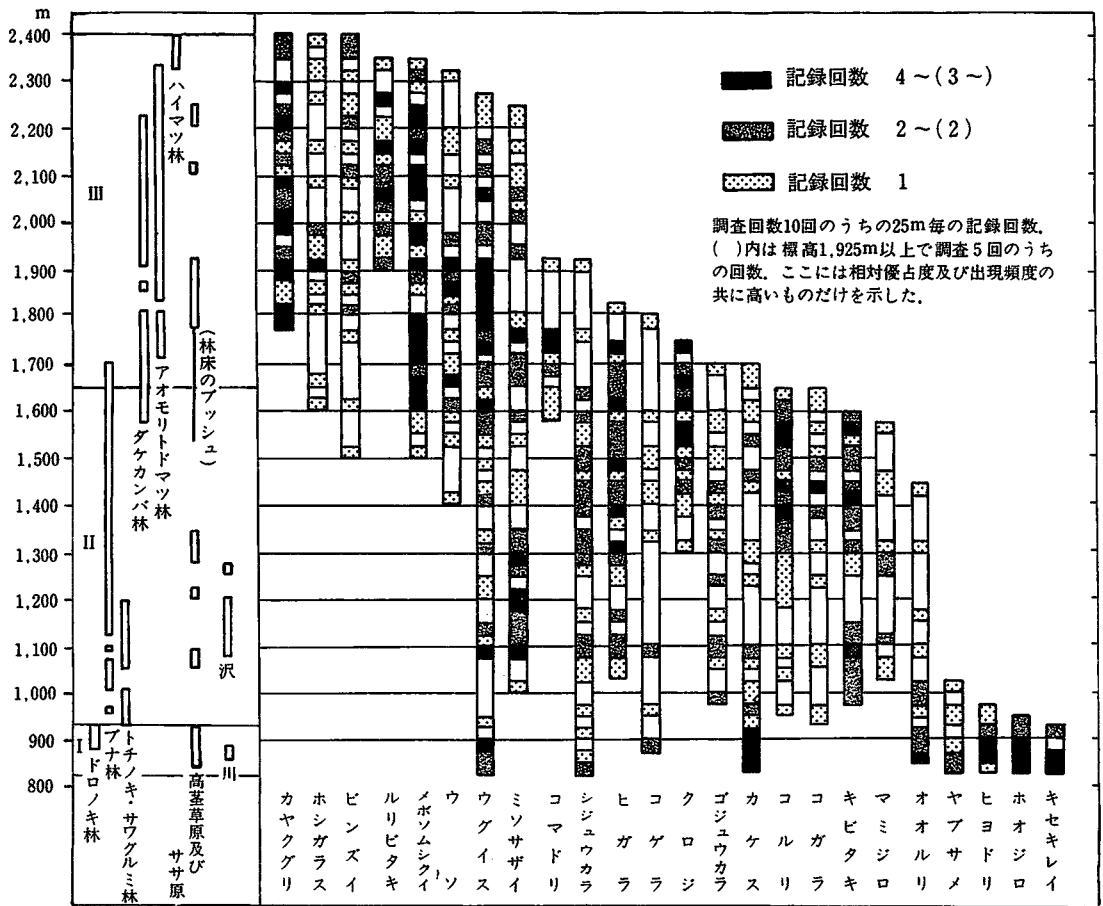 m
2,400
2,300
2,200
2,100
2,000
1,900
1,800
1,700
1,600
1,500
1,400
1,300
1,200
1,100
1,000
900
800
III
II
I
ドロノキ林
ブナ林
トチノキ・サワグルミ林
ダケカンバ林
アオモリトドマツ林
ハイマツ林
高茎草原及び
ササ原
(林床のブッシュ)
沢
川
記録回数 4~(3~)
記録回数 2~(2)
記録回数 1
調査回数10回のうちの25m毎の記録回数.
( )内は標高1,925m以上で調査5回のうち
の回数. ここには相対優占度及び出現頻度の
共に高いものだけを示した.
カヤクグリ
ホシガラス
ビンズイ
ルリビタキ
メボソムシクイ
ウソ
ウグイス
ミソサザイ
コマドリ
シジュウカラ
ヒガラ
コゲラ
クロジ
ゴジュウカラ
カケス
コルリ
コガラ
キビタキ
マミジロ
オオルリ
ヤブサメ
ヒヨドリ
ホオジロ
キセキレイ